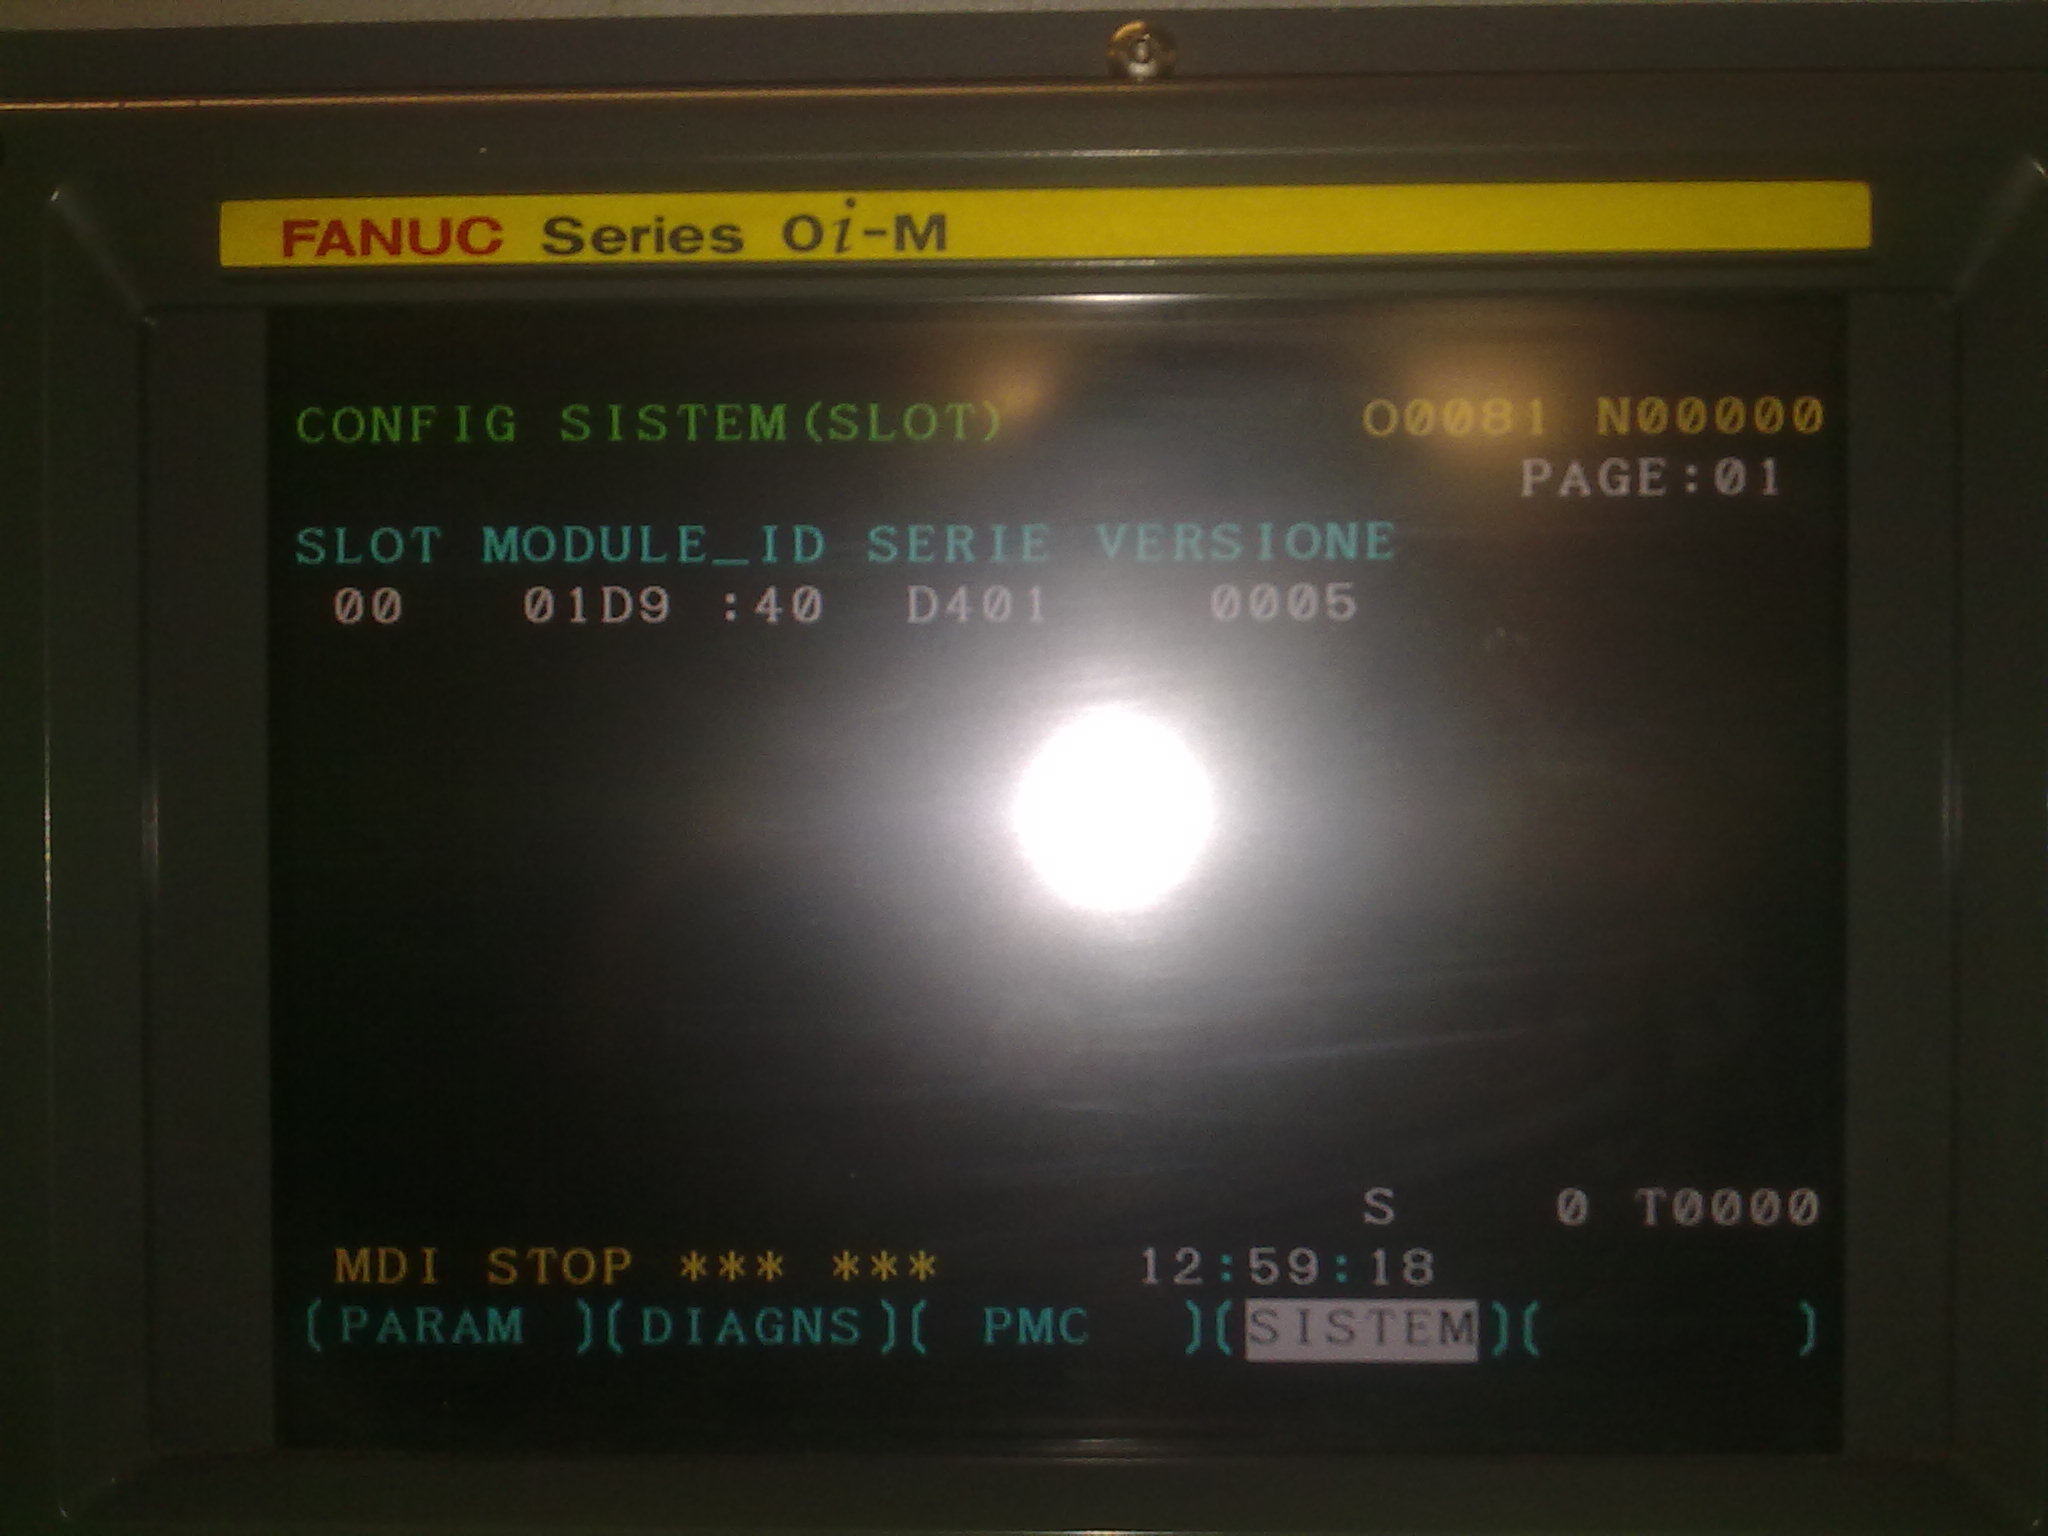 FANUC Series 0i-M
CONFIG SISTEM(SLOT) O0081 N00000
PAGE:01
SLOT MODULE_ID SERIE VERSIONE
00 01D9 :40 D401 0005
S 0 T0000
MDI STOP *** *** 12:59:18
(PARAM )(DIAGNS)( PMC )(SISTEM)( )